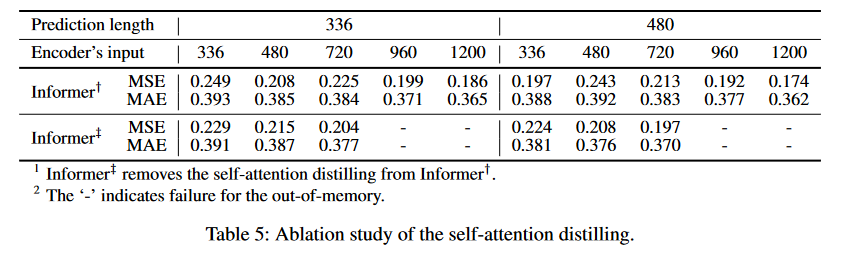 Prediction length | 336 | 480
Encoder's input | 336 480 720 960 1200 | 336 480 720 960 1200
Informer† MSE | 0.249 0.208 0.225 0.199 0.186 | 0.197 0.243 0.213 0.192 0.174
MAE | 0.393 0.385 0.384 0.371 0.365 | 0.388 0.392 0.383 0.377 0.362
Informer‡ MSE | 0.229 0.215 0.204 - - | 0.224 0.208 0.197 - -
MAE | 0.391 0.387 0.377 - - | 0.381 0.376 0.370 - -
1 Informer‡ removes the self-attention distilling from Informer†.
2 The ‘-’ indicates failure for the out-of-memory.
Table 5: Ablation study of the self-attention distilling.